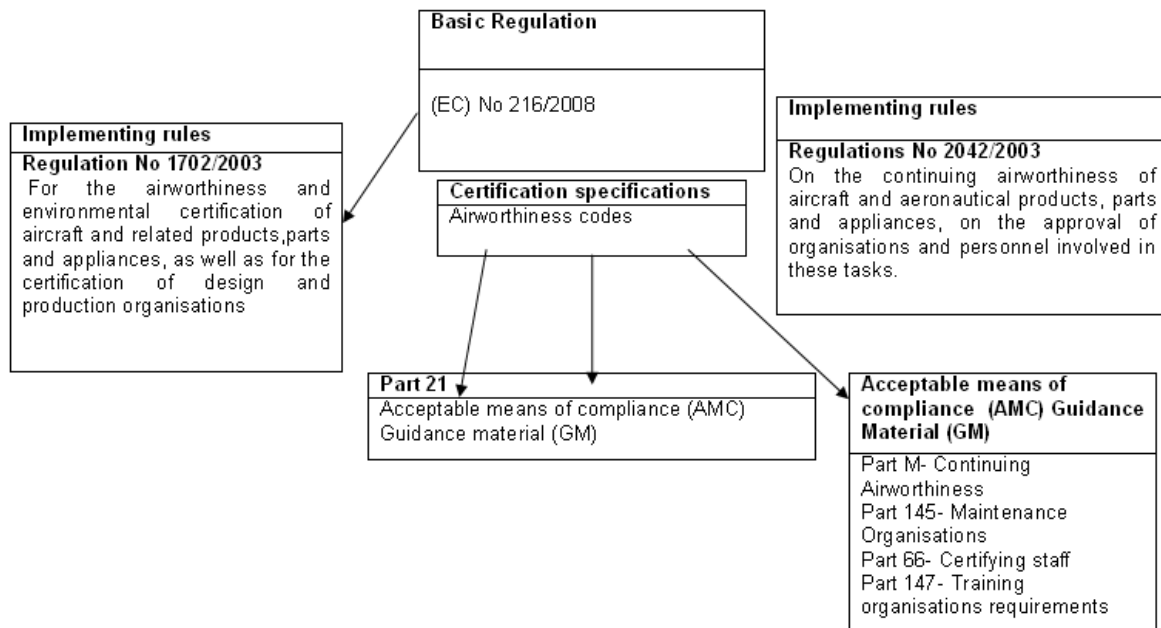 Basic Regulation
(EC) No 216/2008
Implementing rules
Regulation No 1702/2003
For the airworthiness and
environmental certification of
aircraft and related products,parts
and appliances, as well as for the
certification of design and
production organisations
Implementing rules
Regulations No 2042/2003
On the continuing airworthiness of
aircraft and aeronautical products, parts
and appliances, on the approval of
organisations and personnel involved in
these tasks.
Certification specifications
Airworthiness codes
Part 21
Acceptable means of compliance (AMC)
Guidance material (GM)
Acceptable means of
compliance (AMC) Guidance
Material (GM)
Part M- Continuing
Airworthiness
Part 145- Maintenance
Organisations
Part 66- Certifying staff
Part 147- Training
organisations requirements